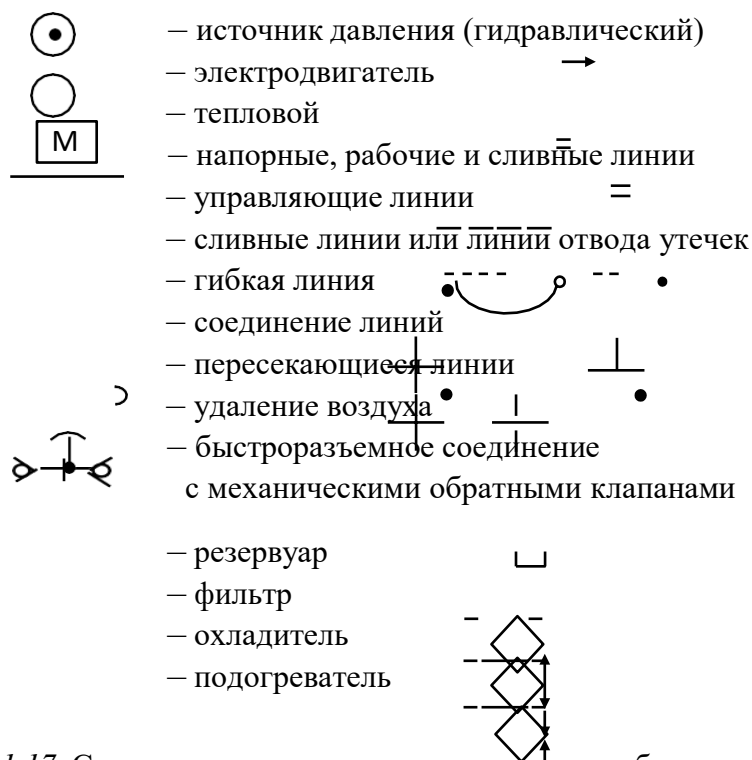 – источник давления (гидравлический)
– электродвигатель
– тепловой
M
– напорные, рабочие и сливные линии
– управляющие линии
– сливные линии или линии отвода утечек
– гибкая линия
– соединение линий
– пересекающиеся линии
– удаление воздуха
– быстроразъемное соединение
с механическими обратными клапанами
– резервуар
– фильтр
– охладитель
– подогреватель